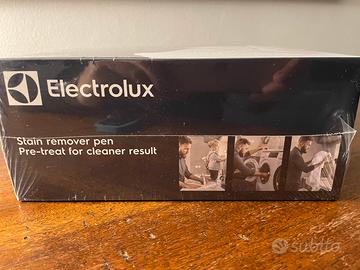 Electrolux
Stain remover pen
Pre-treat for cleaner result
subito